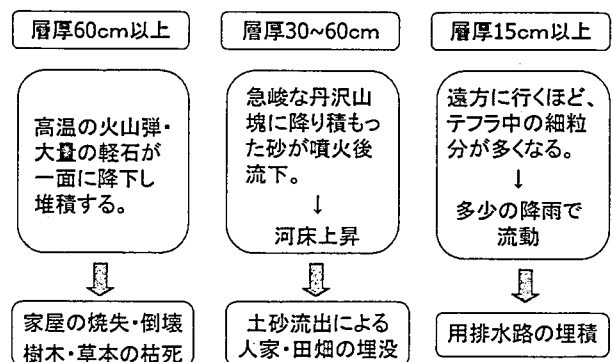 層厚60cm以上
高温の火山弾・
大量の軽石が
一面に降下し
堆積する。
家屋の焼失・倒壊
樹木・草本の枯死
層厚30~60cm
急峻な丹沢山
塊に降り積もっ
た砂が噴火後
流下。
↓
河床上昇
土砂流出による
人家・田畑の埋没
層厚15cm以上
遠方に行くほど、
テフラ中の細粒
分が多くなる。
↓
多少の降雨で
流動
用排水路の埋積